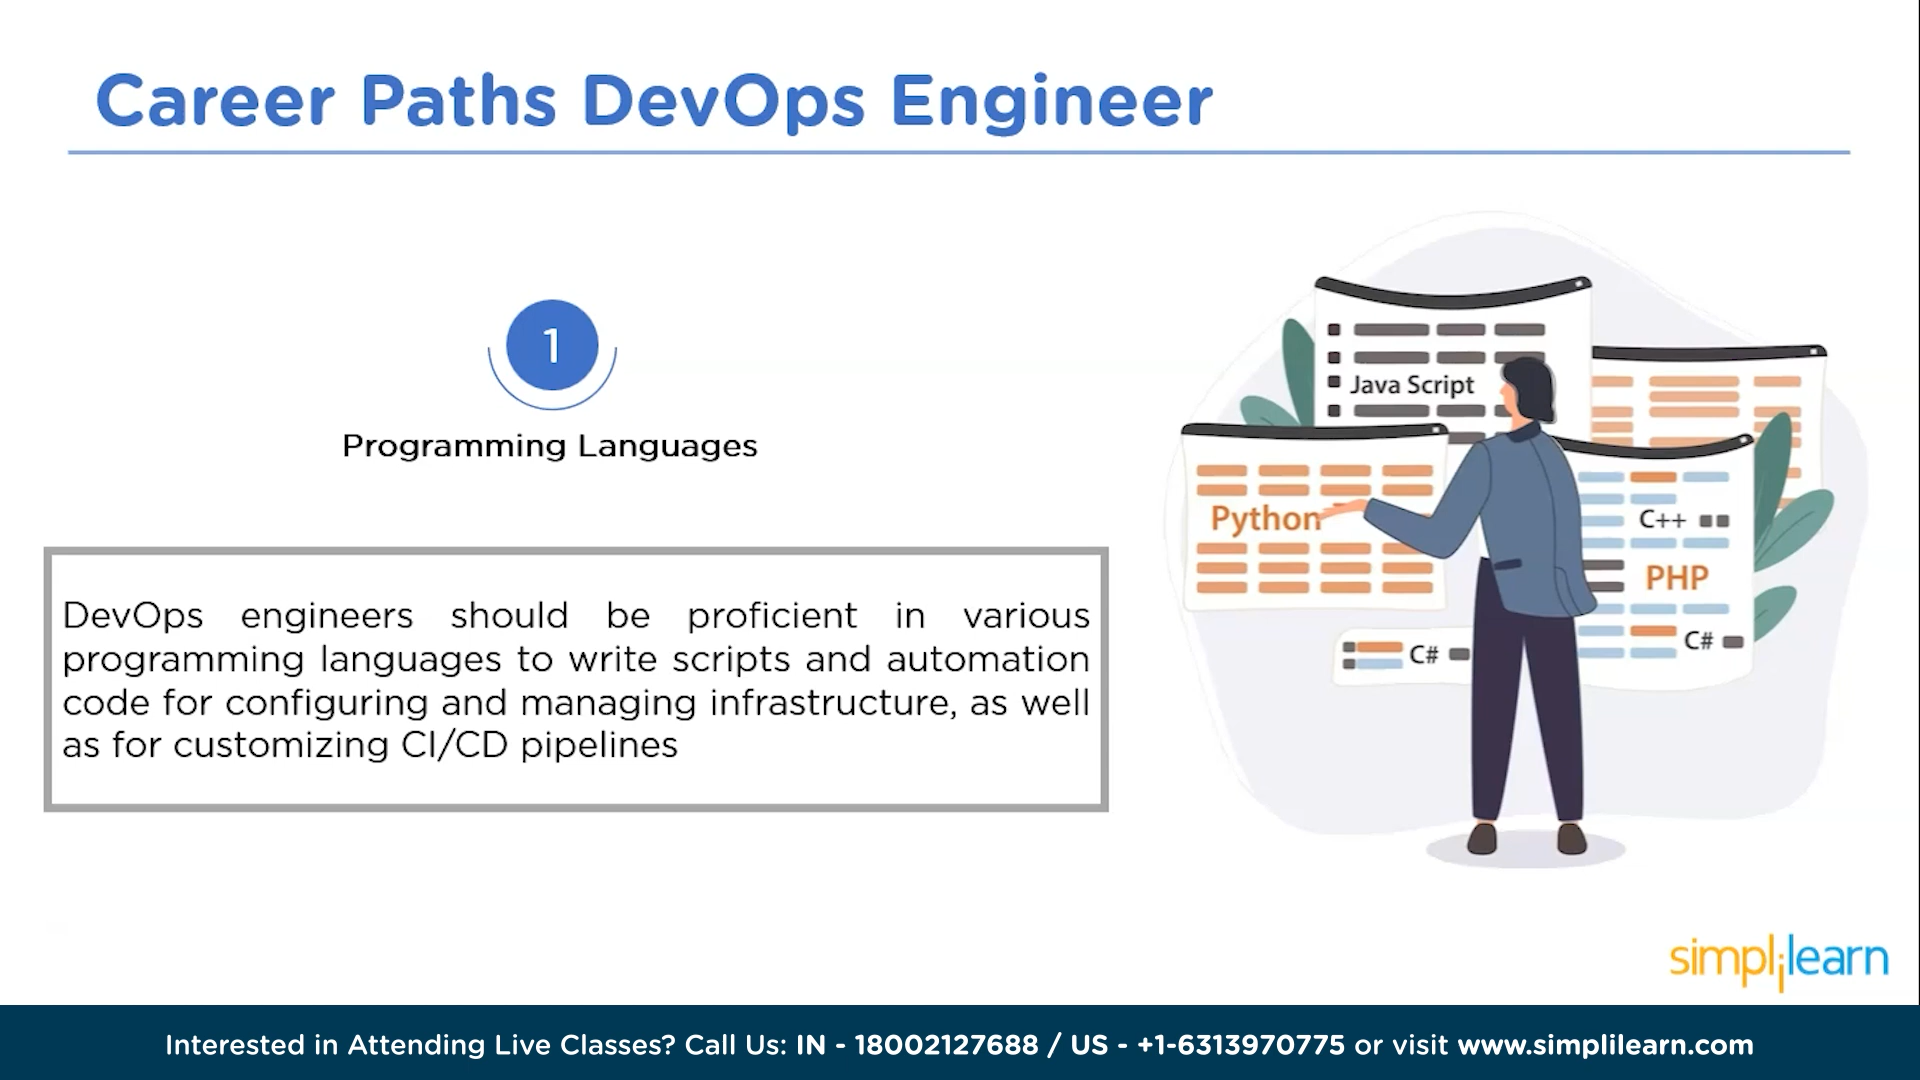 Career Paths DevOps Engineer
1
Programming Languages
DevOps engineers should be proficient in various
programming languages to write scripts and automation
code for configuring and managing infrastructure, as well
as for customizing CI/CD pipelines
Java Script
Python
C++
PHP
C#
C#
simplilearn
Interested in Attending Live Classes? Call Us: IN - 18002127688 / US - +1-6313970775 or visit www.simplilearn.com